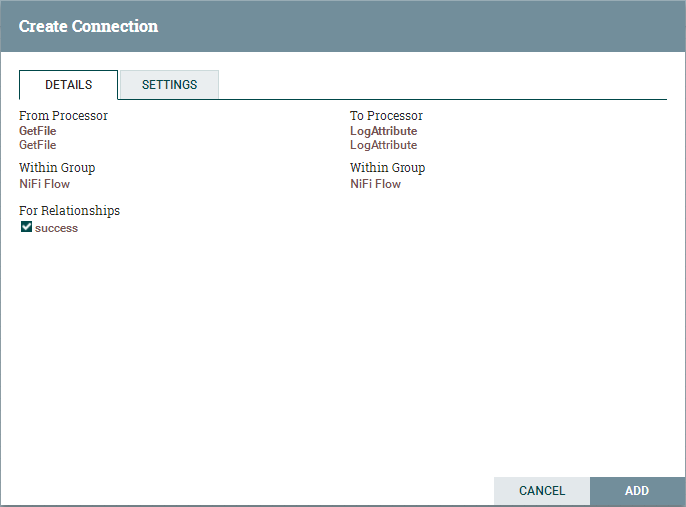 Create Connection
DETAILS
SETTINGS
From Processor
GetFile
GetFile
Within Group
NiFi Flow
For Relationships
success
To Processor
LogAttribute
LogAttribute
Within Group
NiFi Flow
CANCEL
ADD